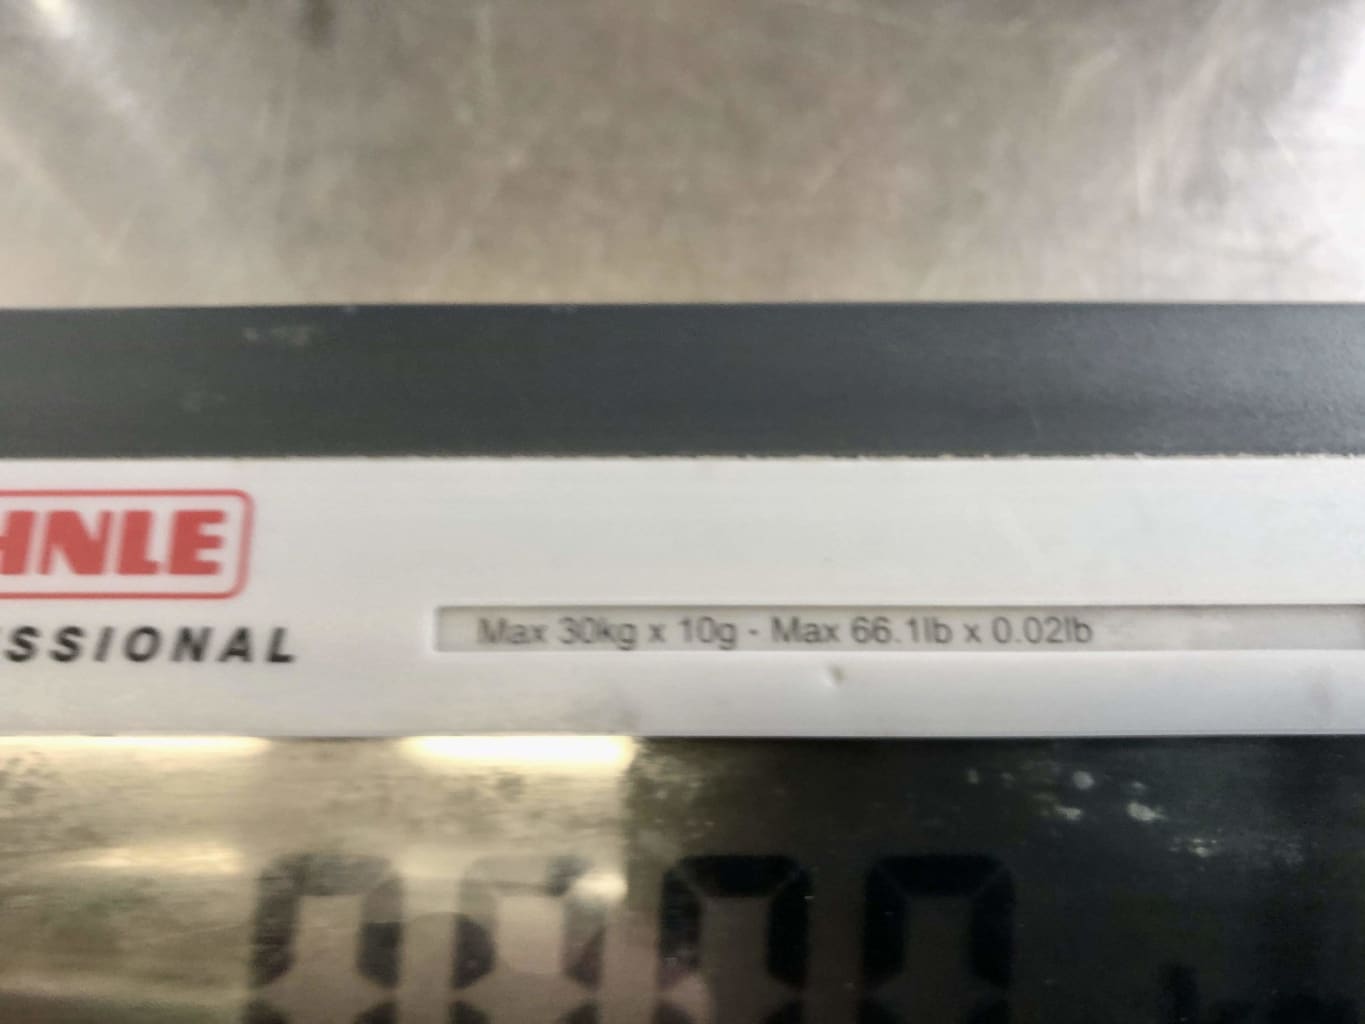 HNLE
SSIONAL
Max 30kg x 10g - Max 66.1lb x 0.02lb